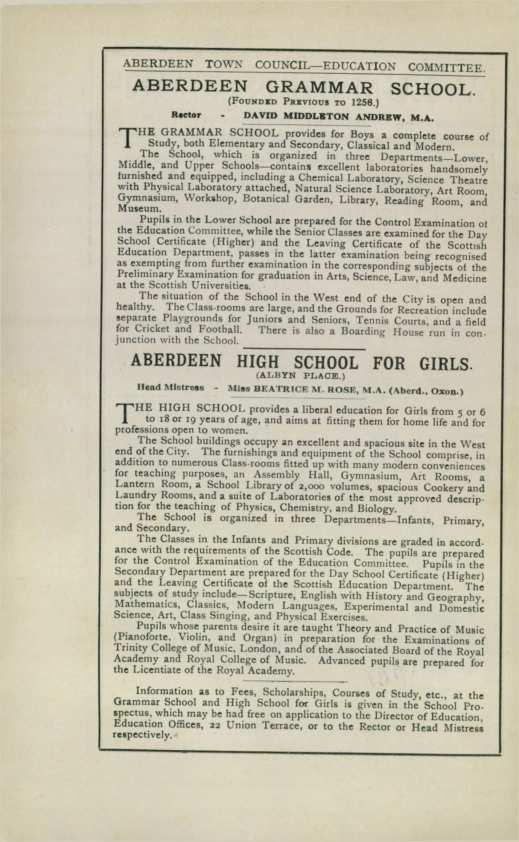 ABERDEEN TOWN COUNCIL—EDUCATION COMMITTEE.
ABERDEEN GRAMMAR SCHOOL.
(FOUNDED PREVIOUS TO 1256.)
Rector - DAVID MIDDLETON ANDREW, M.A.
THE GRAMMAR SCHOOL provides for Boys a complete course of
Study, both Elementary and Secondary, Classical and Modern.
The School, which is organized in three Departments—Lower,
Middle, and Upper Schools—contains excellent laboratories handsomely
furnished and equipped, including a Chemical Laboratory, Science Theatre
with Physical Laboratory attached, Natural Science Laboratory, Art Room,
Gymnasium, Workshop, Botanical Garden, Library, Reading Room, and
Museum.
Pupils in the Lower School are prepared for the Control Examination of
the Education Committee, while the Senior Classes are examined for the Day
School Certificate (Higher) and the Leaving Certificate of the Scottish
Education Department, passes in the latter examination being recognised
as exempting from further examination in the corresponding subjects of the
Preliminary Examination for graduation in Arts, Science, Law, and Medicine
at the Scottish Universities.
The situation of the School in the West end of the City is open and
healthy. The Class-rooms are large, and the Grounds for Recreation include
separate Playgrounds for Juniors and Seniors, Tennis Courts, and a field
for Cricket and Football. There is also a Boarding House run in con-
junction with the School.
ABERDEEN HIGH SCHOOL FOR GIRLS.
(ALBYN PLACE.)
Head Mistress - Miss BEATRICE M. ROSE, M.A. (Aberd., Oxon.)
THE HIGH SCHOOL provides a liberal education for Girls from 5 or 6
to 18 or 19 years of age, and aims at fitting them for home life and for
professions open to women.
The School buildings occupy an excellent and spacious site in the West
end of the City. The furnishings and equipment of the School comprise, in
addition to numerous Class-rooms fitted up with many modern conveniences
for teaching purposes, an Assembly Hall, Gymnasium, Art Rooms, a
Lantern Room, a School Library of 2,000 volumes, spacious Cookery and
Laundry Rooms, and a suite of Laboratories of the most approved descrip-
tion for the teaching of Physics, Chemistry, and Biology.
The School is organized in three Departments—Infants, Primary,
and Secondary.
The Classes in the Infants and Primary divisions are graded in accord-
ance with the requirements of the Scottish Code. The pupils are prepared
for the Control Examination of the Education Committee. Pupils in the
Secondary Department are prepared for the Day School Certificate (Higher)
and the Leaving Certificate of the Scottish Education Department. The
subjects of study include—Scripture, English with History and Geography,
Mathematics, Classics, Modern Languages, Experimental and Domestic
Science, Art, Class Singing, and Physical Exercises.
Pupils whose parents desire it are taught Theory and Practice of Music
(Pianoforte, Violin, and Organ) in preparation for the Examinations of
Trinity College of Music, London, and of the Associated Board of the Royal
Academy and Royal College of Music. Advanced pupils are prepared for
the Licentiate of the Royal Academy.
Information as to Fees, Scholarships, Courses of Study, etc., at the
Grammar School and High School for Girls is given in the School Pro-
spectus, which may be had free on application to the Director of Education,
Education Offices, 22 Union Terrace, or to the Rector or Head Mistress
respectively.